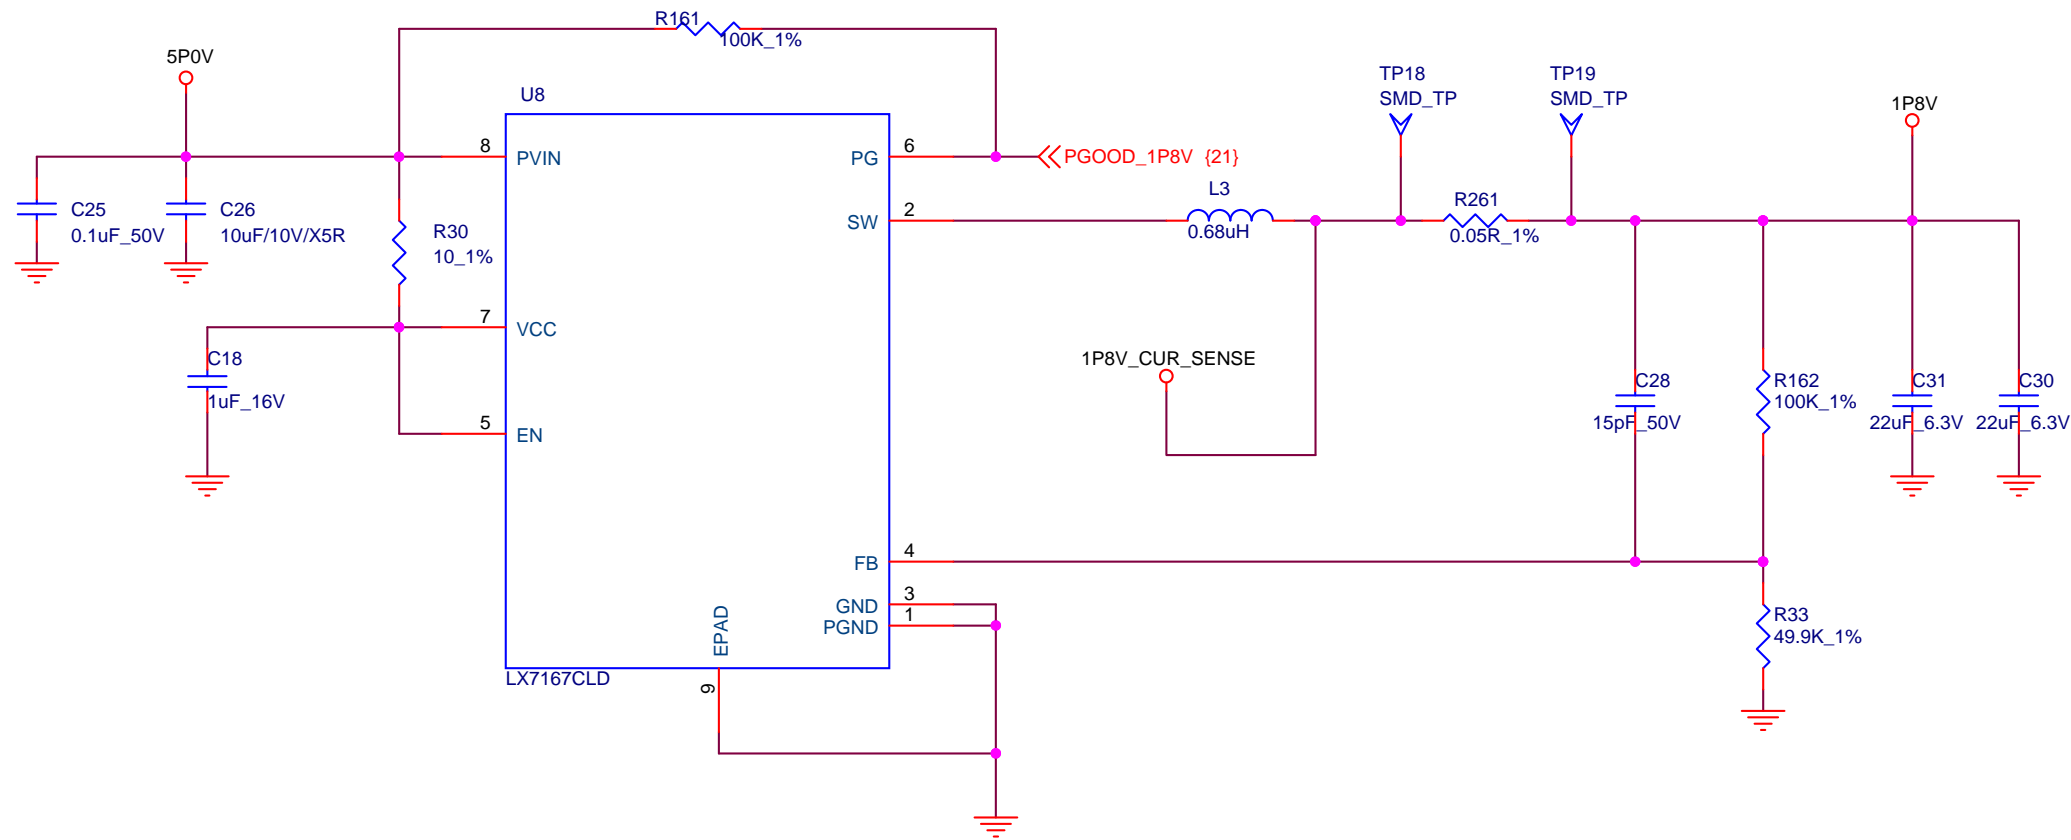 R161
100K_1%
5P0V
U8
TP18
SMD_TP
TP19
SMD_TP
1P8V
8
PVIN
PG
6
PGOOD_1P8V {21}
C25
0.1uF_50V
C26
10uF/10V/X5R
R30
10_1%
SW
2
L3
0.68uH
R261
0.05R_1%
7
VCC
C18
1uF_16V
1P8V_CUR_SENSE
C28
15pF_50V
R162
100K_1%
C31
22uF_6.3V
C30
22uF_6.3V
5
EN
FB
4
GND
3
PGND
1
EPAD
9
LX7167CLD
R33
49.9K_1%